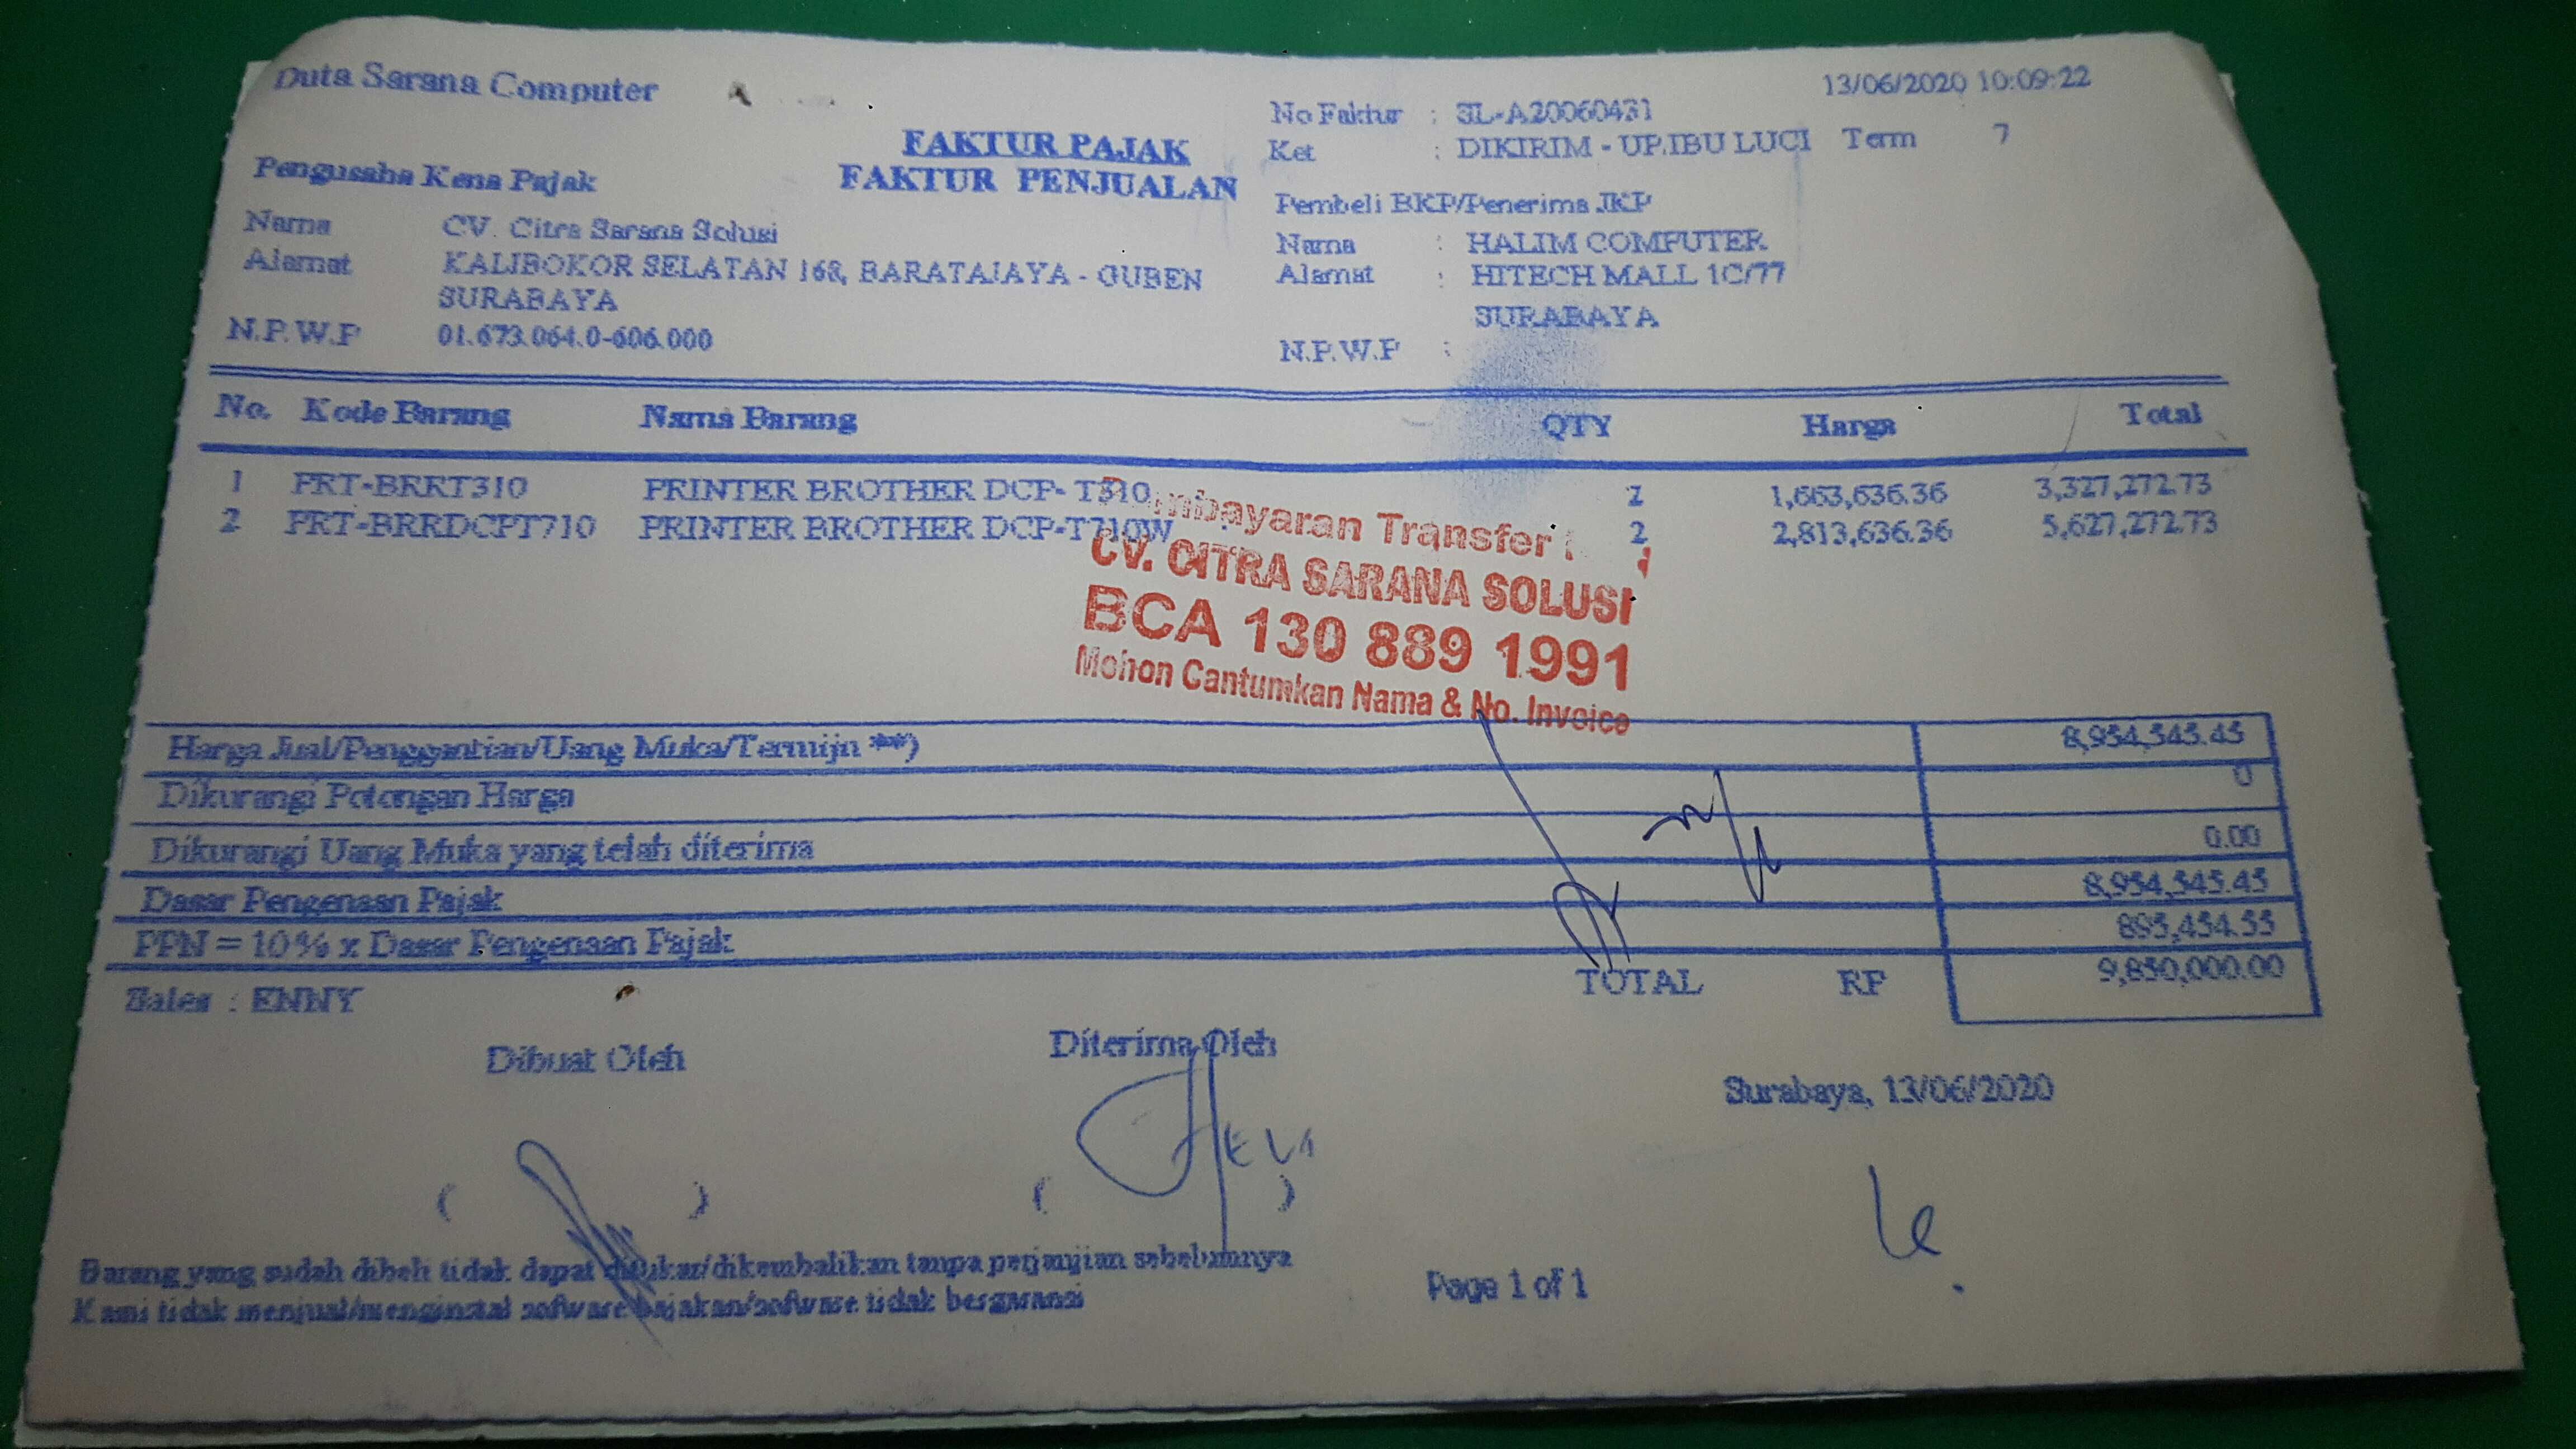 Duta Sarana Computer
13/06/2020 10:09:22
FAKTUR PAJAK
FAKTUR PENJUALAN
No Faktur : SL-A20060431
Ket : DIKIRIM - UP.IBU LUCI Term 7
Pengusaha Kena Pajak
Nama CV. Citra Sarana Solusi
Alamat KALIBOKOR SELATAN 168, BARATAJAYA - GUBEN
SURABAYA
N.P.W.P 01.673.064.0-606.000
Pembeli BKP/Penerima JKP
Nama : HALIM COMPUTER
Alamat : HITECH MALL 1C/77
SURABAYA
N.P.W.P :
No. Kode Barang Nama Barang QTY Harga Total
1 PRT-BRRT310 PRINTER BROTHER DCP- T310 2 1,663,636.36 3,327,272.73
2 PRT-BRRDCPT710 PRINTER BROTHER DCP-T710W 2 2,813,636.36 5,627,272.73
Pembayaran Transfer
CV. CITRA SARANA SOLUSI
BCA 130 889 1991
Mohon Cantumkan Nama & No. Invoice
Harga Jual/Penggantian/Uang Muka/Termijn **) 8,954,545.45
Dikurangi Potongan Harga 0
Dikurangi Uang Muka yang telah diterima 0.00
Dasar Pengenaan Pajak 8,954,545.45
PPN = 10 % x Dasar Pengenaan Pajak 895,454.55
TOTAL RP 9,850,000.00
Sales : ENNY
Dibuat Oleh
Diterima Oleh
Surabaya, 13/06/2020
( )
( )
Barang yang sudah dibeli tidak dapat ditukar/dikembalikan tanpa perjanjian sebelumnya
Kami tidak menjual/menginstal sofware bajakan/sofware tidak bergaransi
Page 1 of 1